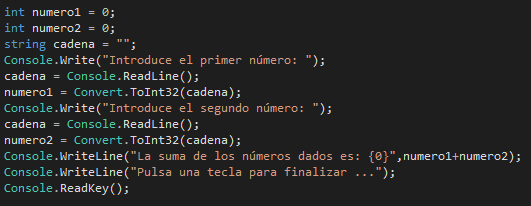 int numero1 = 0;
int numero2 = 0;
string cadena = "";
Console.Write("Introduce el primer número: ");
cadena = Console.ReadLine();
numero1 = Convert.ToInt32(cadena);
Console.Write("Introduce el segundo número: ");
cadena = Console.ReadLine();
numero2 = Convert.ToInt32(cadena);
Console.WriteLine("La suma de los números dados es: {0}",numero1+numero2);
Console.WriteLine("Pulsa una tecla para finalizar ...");
Console.ReadKey();